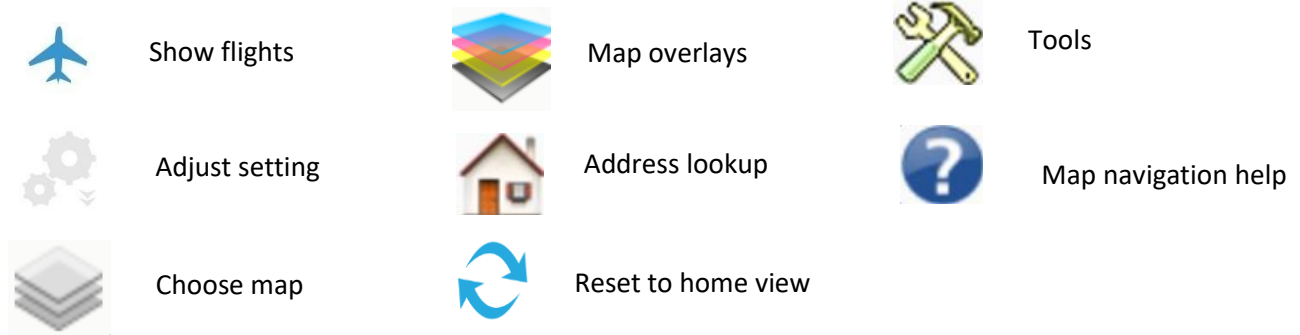 Show flights
Map overlays
Tools
Adjust setting
Address lookup
Map navigation help
Choose map
Reset to home view